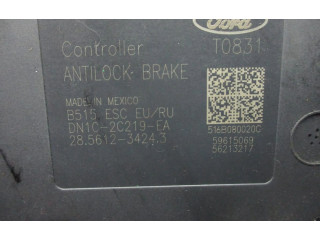 Ford
Controller T0831
ANTILOCK BRAKE
MADE IN MEXICO
B515 ESC EU/RU
DN1C-2C219-EA
28.5612-3424.3
516B080020C
59615069
56213217